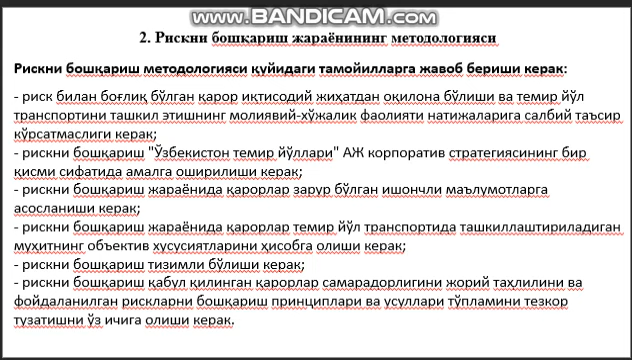 www.BANDICAM.com
2. Рискни бошқариш жараёнининг методологияси
Рискни бошқариш методологияси қуйидаги тамойилларга жавоб бериши керак:
- риск билан боғлиқ бўлган қарор иқтисодий жиҳатдан оқилона бўлиши ва темир йўл
транспортини ташкил этишнинг молиявий-хўжалик фаолияти натижаларига салбий таъсир
кўрсатмаслиги керак;
- рискни бошқариш "Ўзбекистон темир йўллари" АЖ корпоратив стратегиясининг бир
қисми сифатида амалга оширилиши керак;
- рискни бошқариш жараёнида қарорлар зарур бўлган ишончли маълумотларга
асосланиши керак;
- рискни бошқариш жараёнида қарорлар темир йўл транспортида ташкиллаштириладиган
муҳитнинг объектив хусусиятларини ҳисобга олиши керак;
- рискни бошқариш тизимли бўлиши керак;
- рискни бошқариш қабул қилинган қарорлар самарадорлигини жорий таҳлилини ва
фойдаланилган рискларни бошқариш принциплари ва усуллари тўпламини тезкор
тузатишни ўз ичига олиши керак.